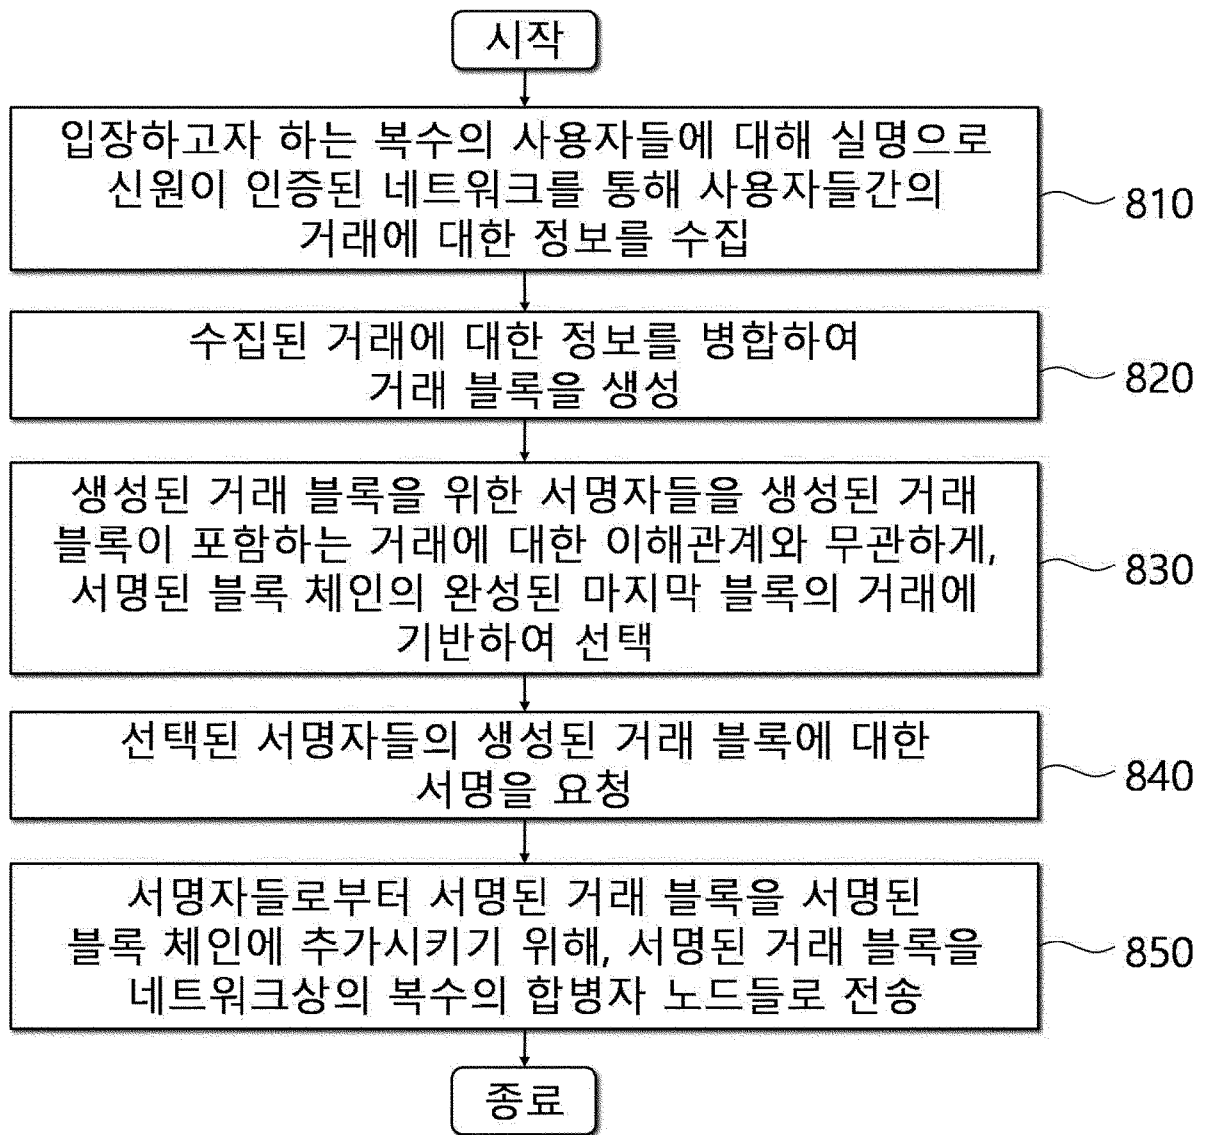 시작
입장하고자 하는 복수의 사용자들에 대해 실명으로
신원이 인증된 네트워크를 통해 사용자들간의
거래에 대한 정보를 수집
810
수집된 거래에 대한 정보를 병합하여
거래 블록을 생성
820
생성된 거래 블록을 위한 서명자들을 생성된 거래
블록이 포함하는 거래에 대한 이해관계와 무관하게,
서명된 블록 체인의 완성된 마지막 블록의 거래에
기반하여 선택
830
선택된 서명자들의 생성된 거래 블록에 대한
서명을 요청
840
서명자들로부터 서명된 거래 블록을 서명된
블록 체인에 추가시키기 위해, 서명된 거래 블록을
네트워크상의 복수의 합병자 노드들로 전송
850
종료